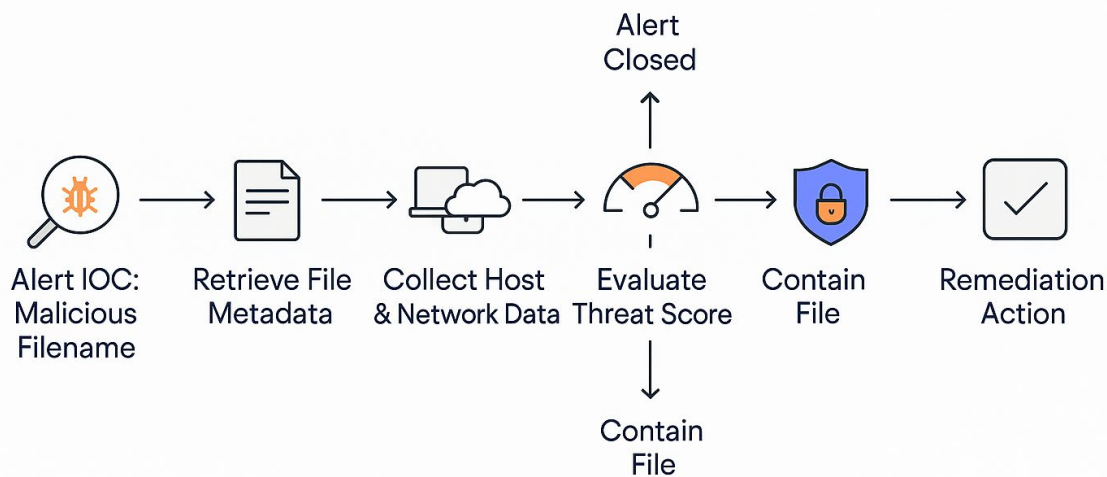 Alert
Closed
Alert IOC:
Malicious
Filename
Retrieve File
Metadata
Collect Host
& Network Data
Evaluate
Threat Score
Contain
File
Remediation
Action
Contain
File